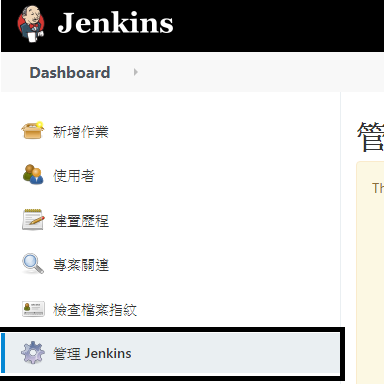 Jenkins
Dashboard
管
新增作業
Th
使用者
建置歷程
專案關連
檢查檔案指紋
管理 Jenkins